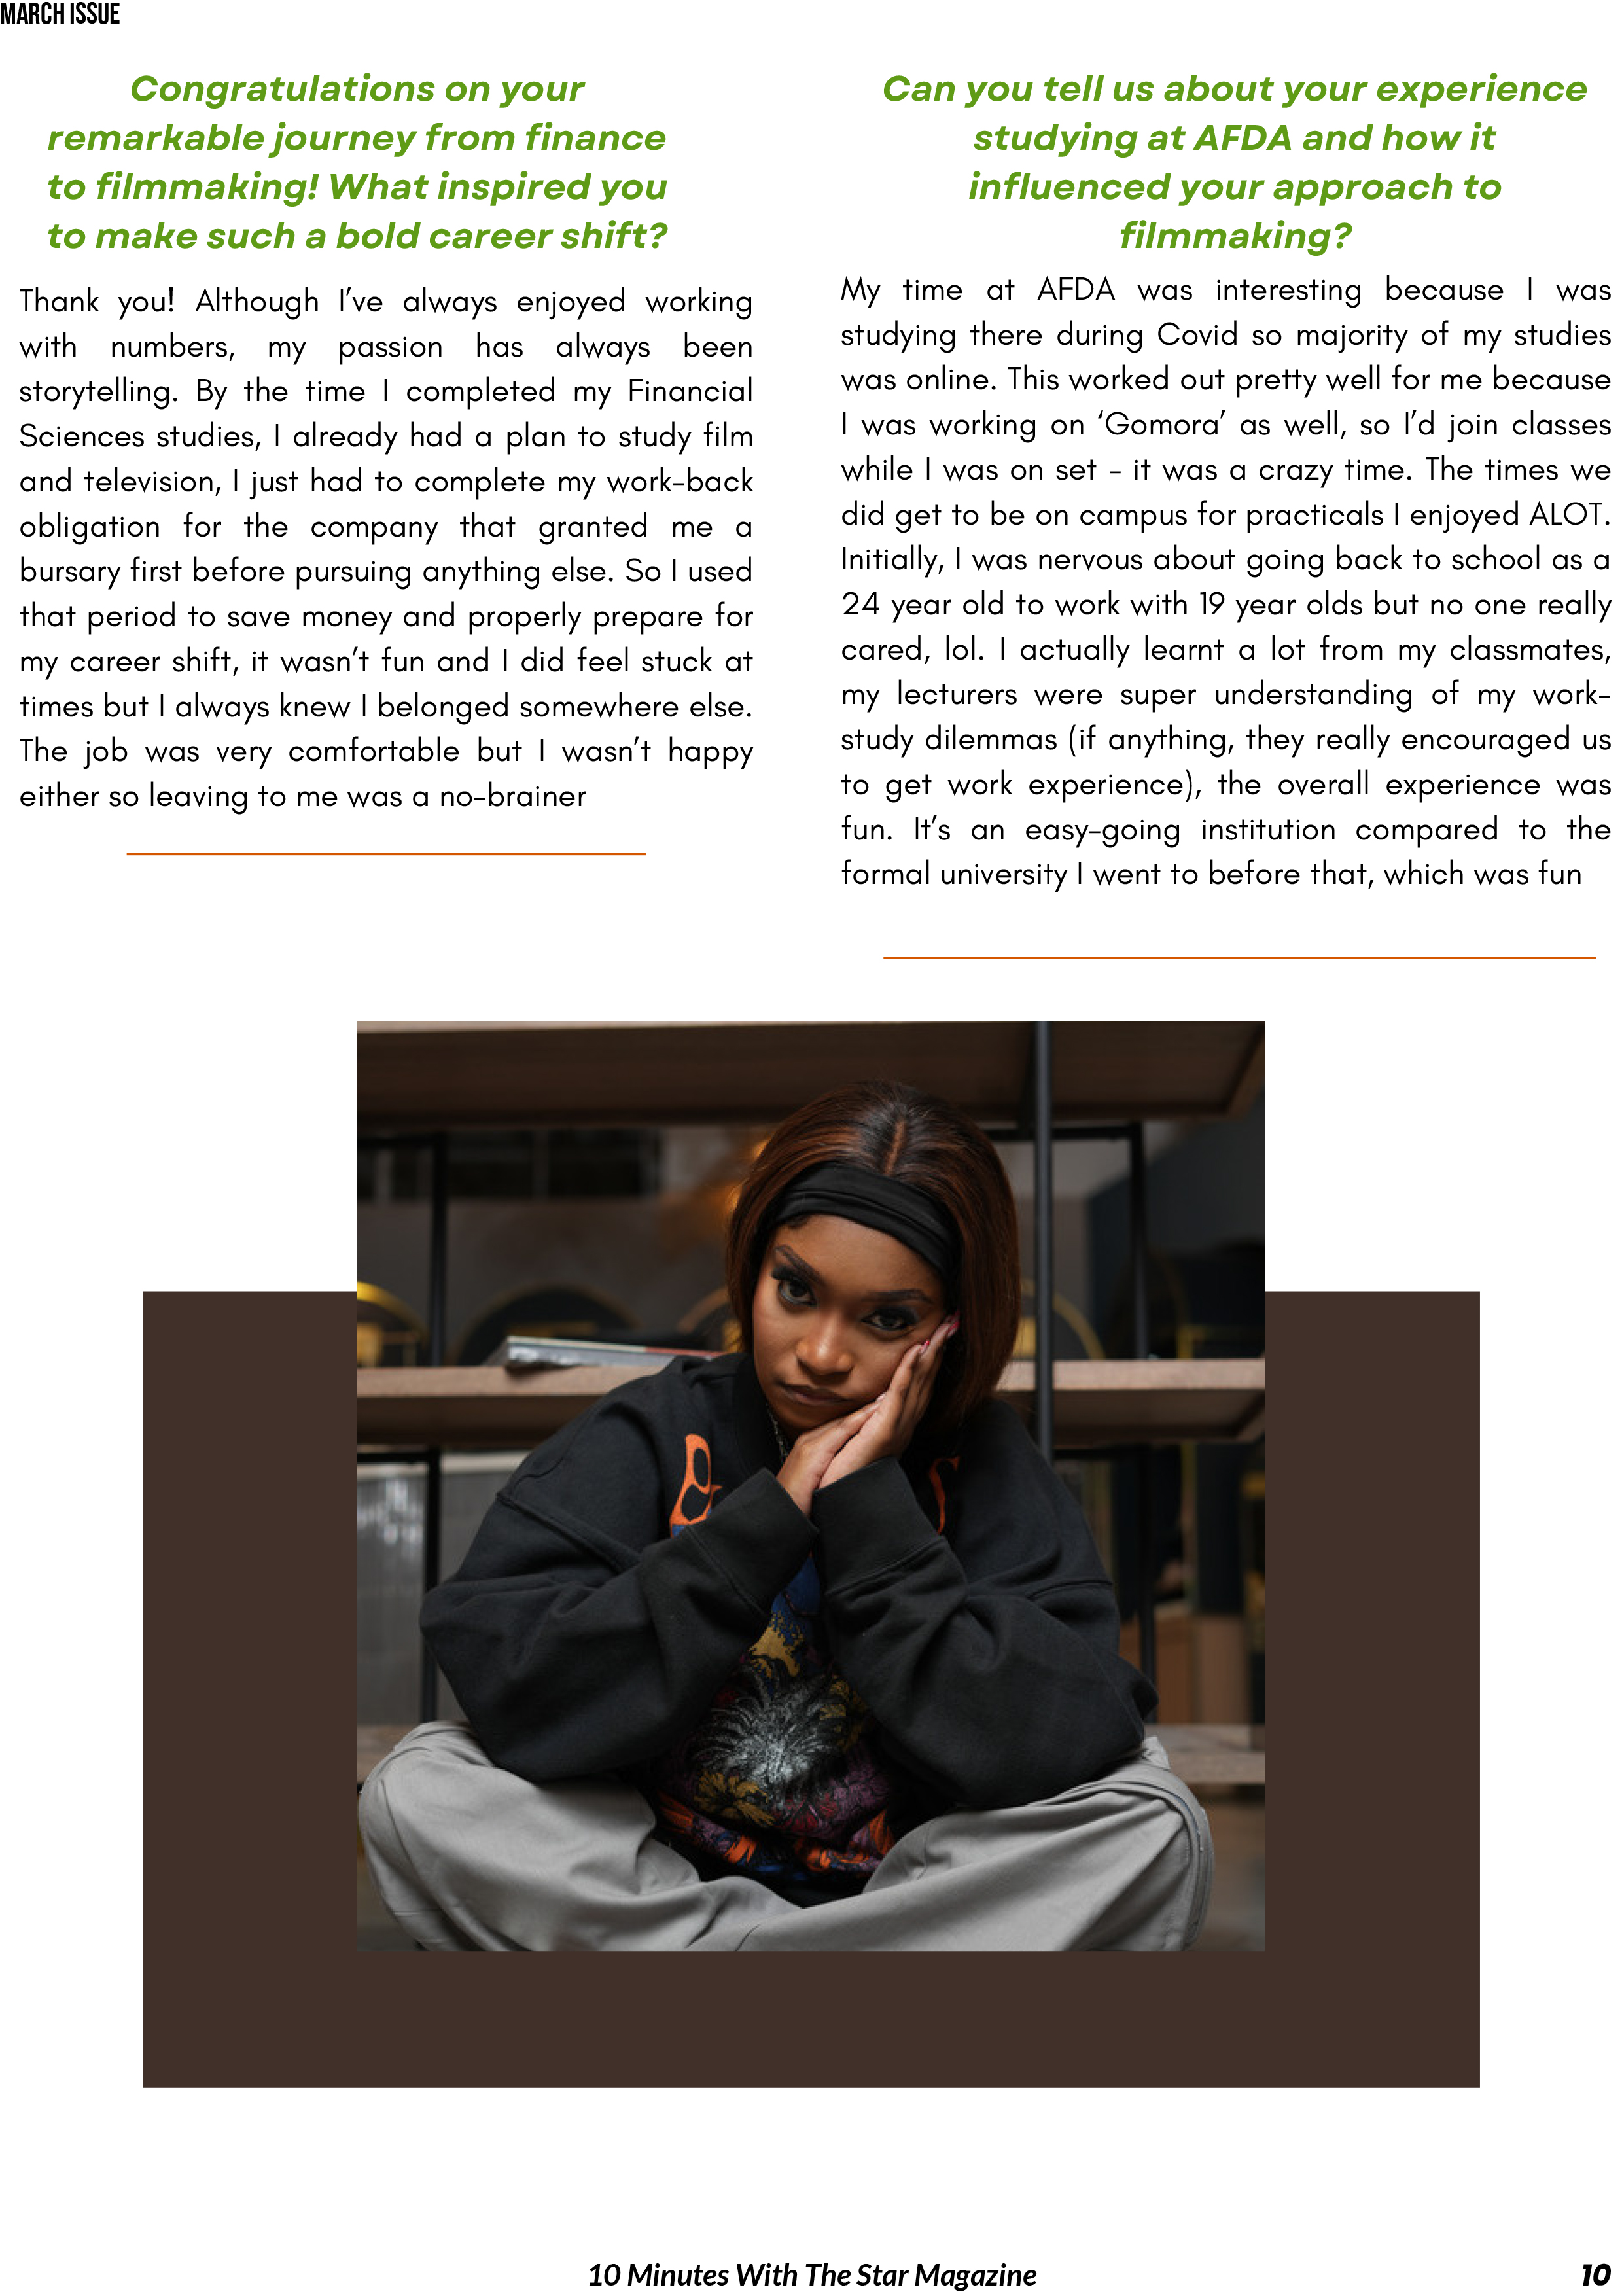 MARCH ISSUE
Congratulations on your
remarkable journey from finance
to filmmaking! What inspired you
to make such a bold career shift?
Thank you! Although I’ve always enjoyed working
with numbers, my passion has always been
storytelling. By the time I completed my Financial
Sciences studies, I already had a plan to study film
and television, I just had to complete my work-back
obligation for the company that granted me a
bursary first before pursuing anything else. So I used
that period to save money and properly prepare for
my career shift, it wasn’t fun and I did feel stuck at
times but I always knew I belonged somewhere else.
The job was very comfortable but I wasn’t happy
either so leaving to me was a no-brainer
Can you tell us about your experience
studying at AFDA and how it
influenced your approach to
filmmaking?
My time at AFDA was interesting because I was
studying there during Covid so majority of my studies
was online. This worked out pretty well for me because
I was working on ‘Gomora’ as well, so I’d join classes
while I was on set - it was a crazy time. The times we
did get to be on campus for practicals I enjoyed ALOT.
Initially, I was nervous about going back to school as a
24 year old to work with 19 year olds but no one really
cared, lol. I actually learnt a lot from my classmates,
my lecturers were super understanding of my work-
study dilemmas (if anything, they really encouraged us
to get work experience), the overall experience was
fun. It’s an easy-going institution compared to the
formal university I went to before that, which was fun
10 Minutes With The Star Magazine
10